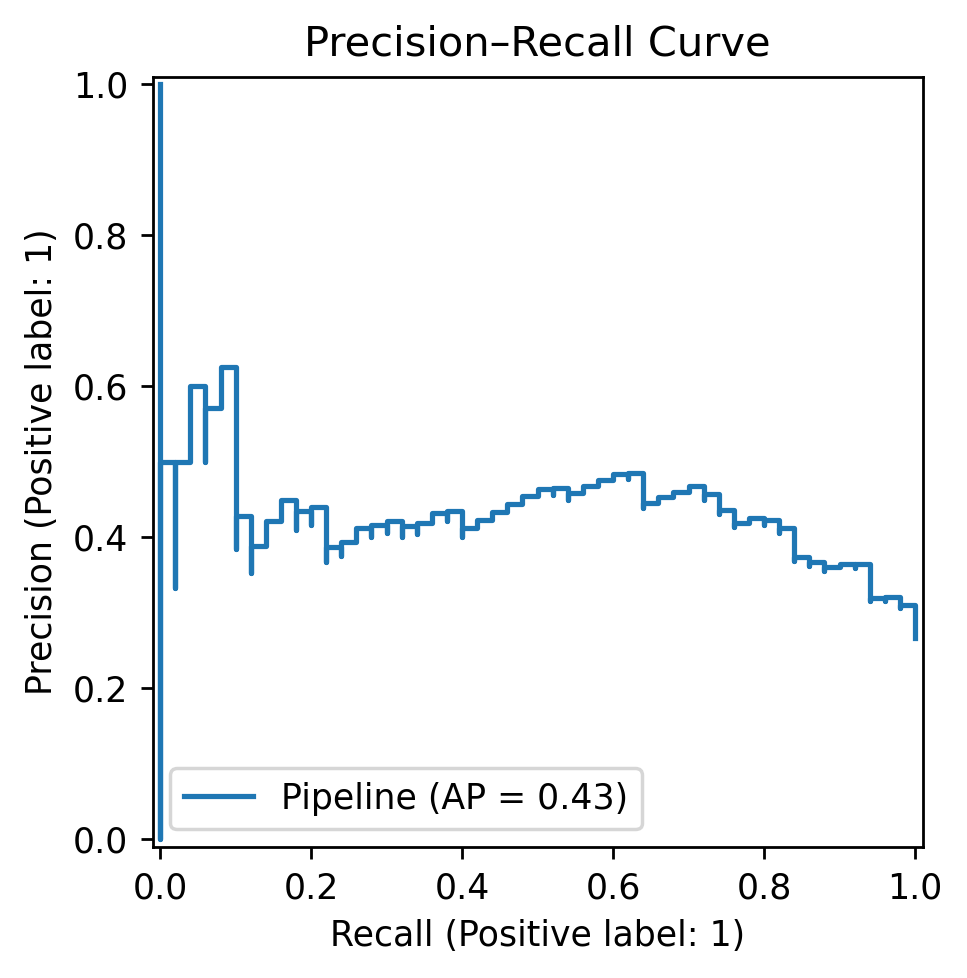 Precision–Recall Curve
Precision (Positive label: 1)
1.0
0.8
0.6
0.4
0.2
0.0
Pipeline (AP = 0.43)
0.0 0.2 0.4 0.6 0.8 1.0
Recall (Positive label: 1)